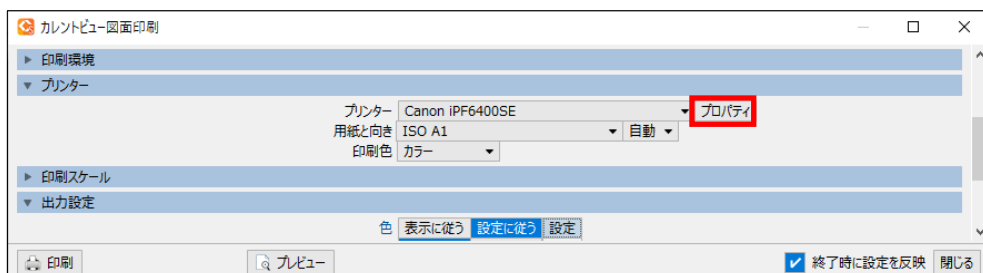 カレントビュー図面印刷
印刷環境
プリンター
プリンター Canon iPF6400SE プロパティ
用紙と向き ISO A1 自動
印刷色 カラー
印刷スケール
出力設定
色 表示に従う 設定に従う 設定
印刷 プレビュー 終了時に設定を反映 閉じる